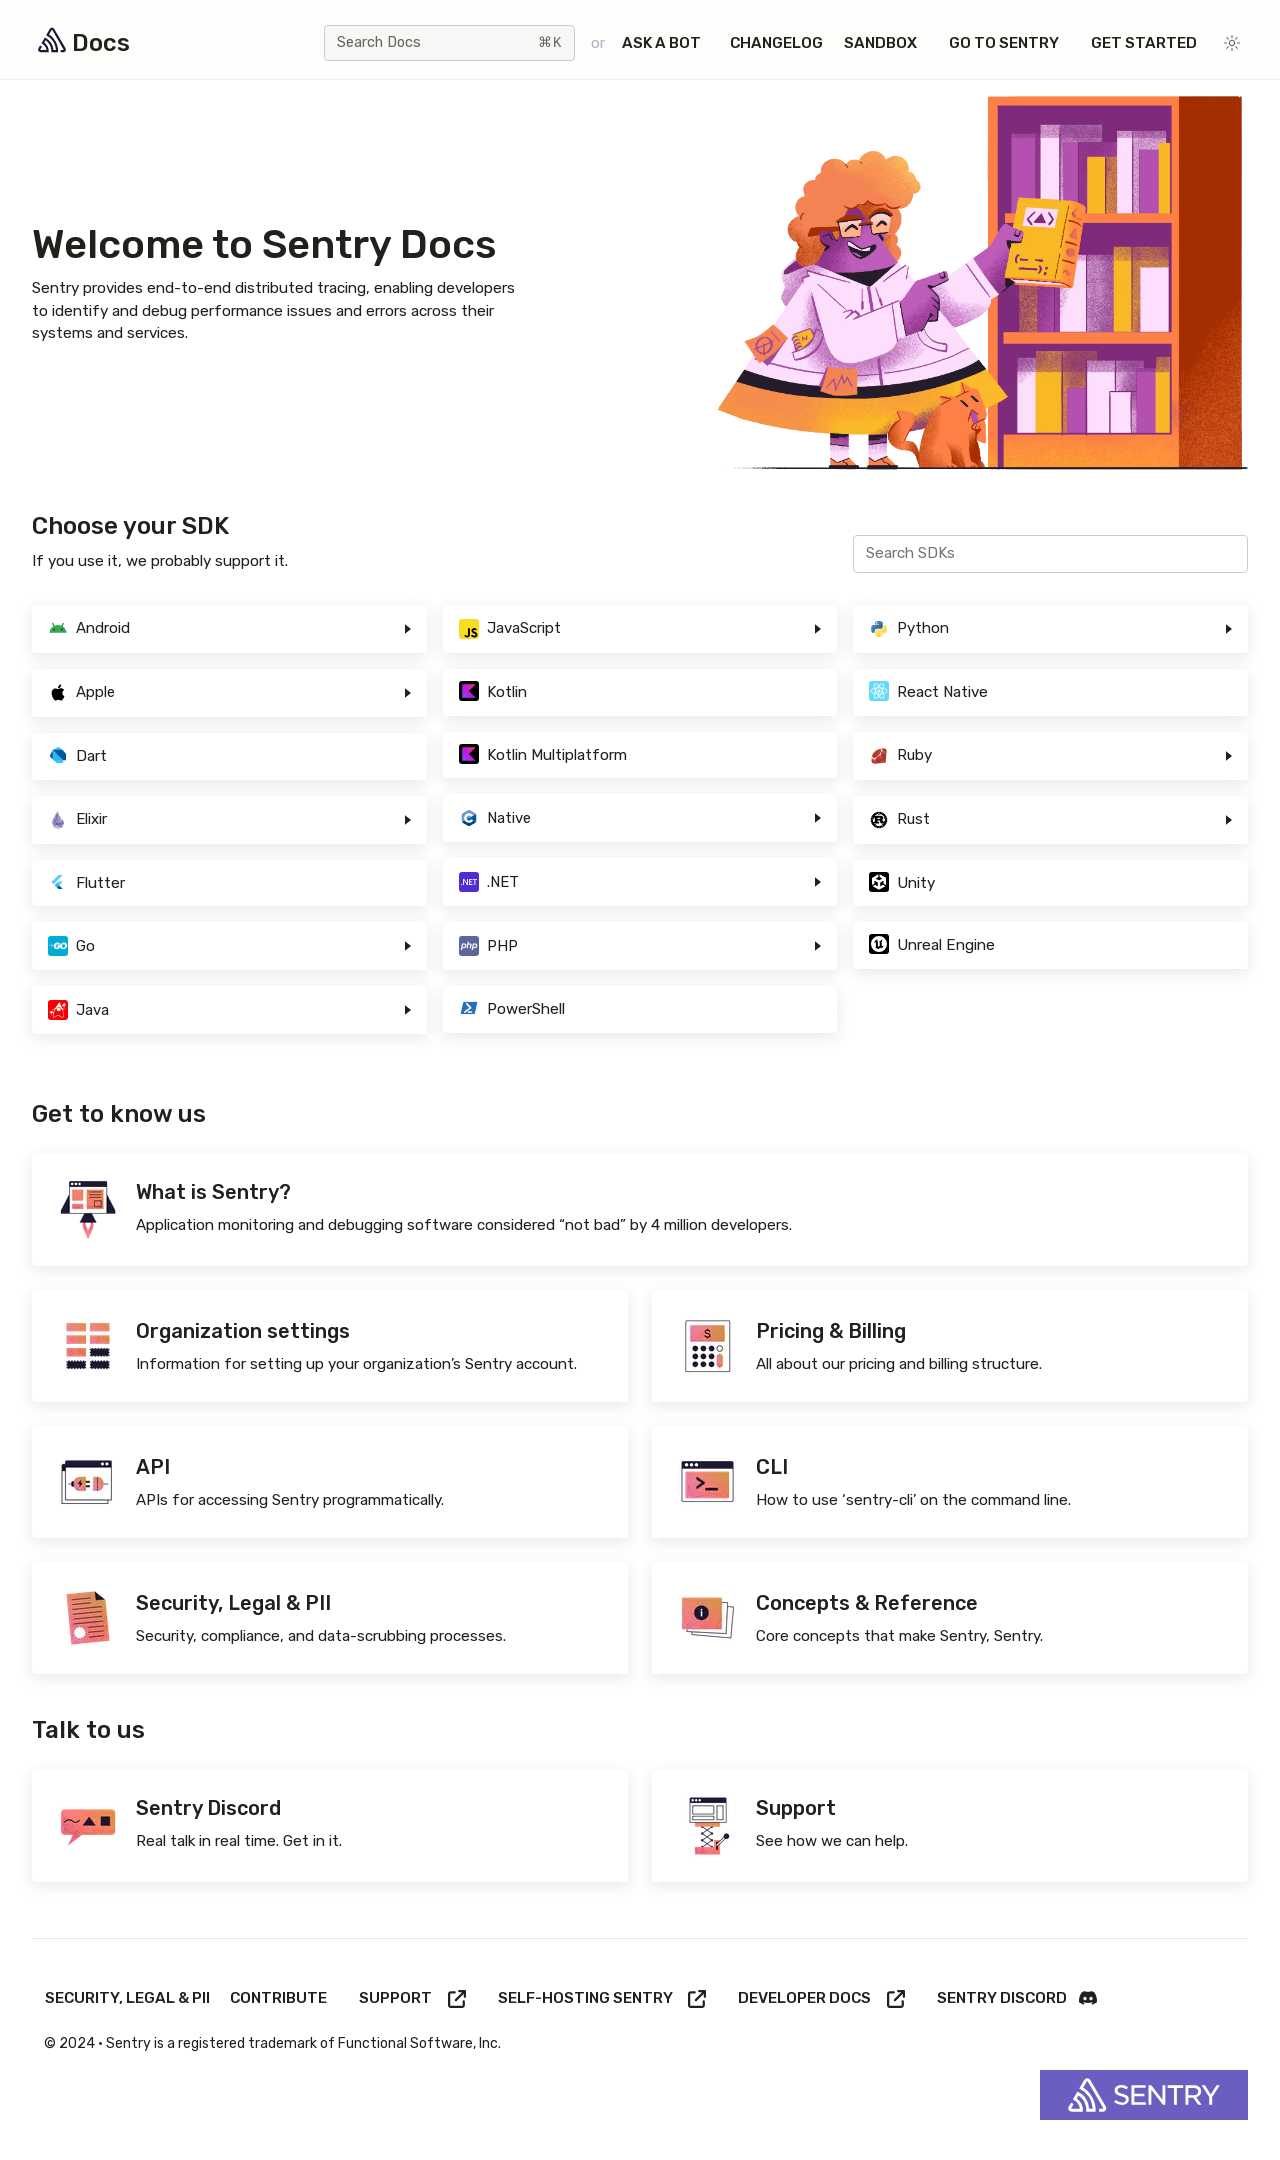 Docs
Search Docs ⌘K or ASK A BOT CHANGELOG SANDBOX GO TO SENTRY GET STARTED
Welcome to Sentry Docs
Sentry provides end-to-end distributed tracing, enabling developers
to identify and debug performance issues and errors across their
systems and services.
Choose your SDK
If you use it, we probably support it.
Search SDKs
Android
Apple
Dart
Elixir
Flutter
GO Go
Java
JS JavaScript
Kotlin
Kotlin Multiplatform
C Native
.NET .NET
php PHP
PowerShell
Python
React Native
Ruby
R Rust
Unity
U Unreal Engine
Get to know us
What is Sentry?
Application monitoring and debugging software considered “not bad” by 4 million developers.
Organization settings
Information for setting up your organization’s Sentry account.
$
Pricing & Billing
All about our pricing and billing structure.
API
APIs for accessing Sentry programmatically.
>_
CLI
How to use ‘sentry-cli’ on the command line.
Security, Legal & PII
Security, compliance, and data-scrubbing processes.
i
Concepts & Reference
Core concepts that make Sentry, Sentry.
Talk to us
Sentry Discord
Real talk in real time. Get in it.
Support
See how we can help.
SECURITY, LEGAL & PII CONTRIBUTE SUPPORT SELF-HOSTING SENTRY DEVELOPER DOCS SENTRY DISCORD
© 2024 • Sentry is a registered trademark of Functional Software, Inc.
SENTRY